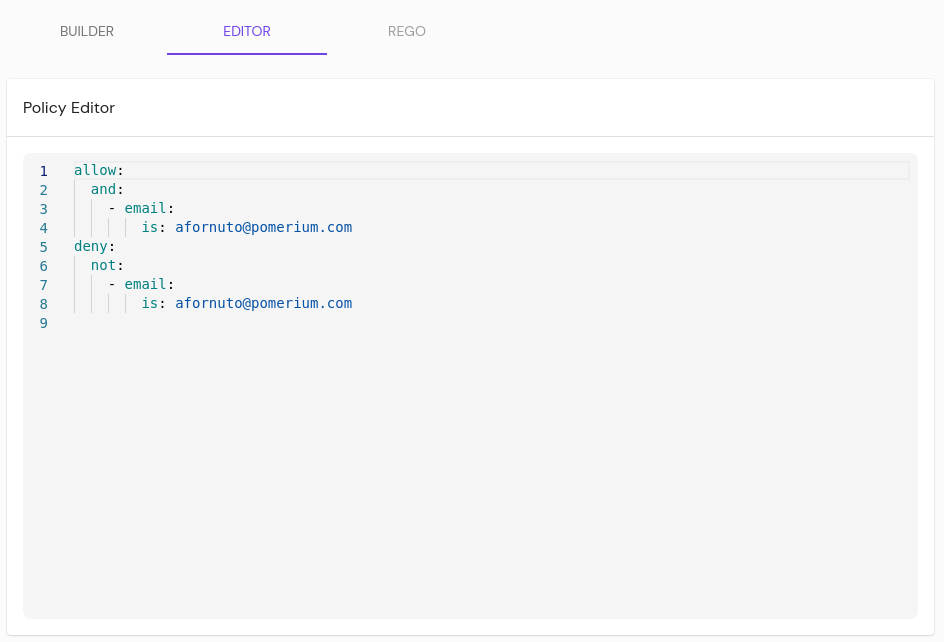 BUILDER EDITOR REGO
Policy Editor
1 allow:
2   and:
3     - email:
4         is: afornuto@pomerium.com
5 deny:
6   not:
7     - email:
8         is: afornuto@pomerium.com
9